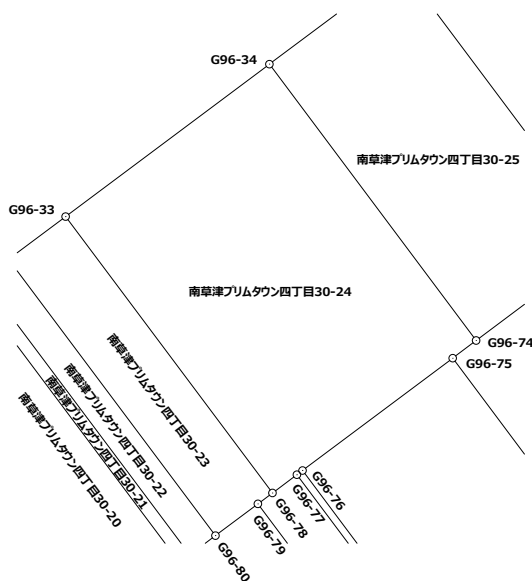 G96-34
南草津プリムタウン四丁目30-25
G96-33
南草津プリムタウン四丁目30-24
G96-74
G96-75
南草津プリムタウン四丁目30-23
南草津プリムタウン四丁目30-22
南草津プリムタウン四丁目30-21
南草津プリムタウン四丁目30-20
G96-76
G96-77
G96-78
G96-79
G96-80